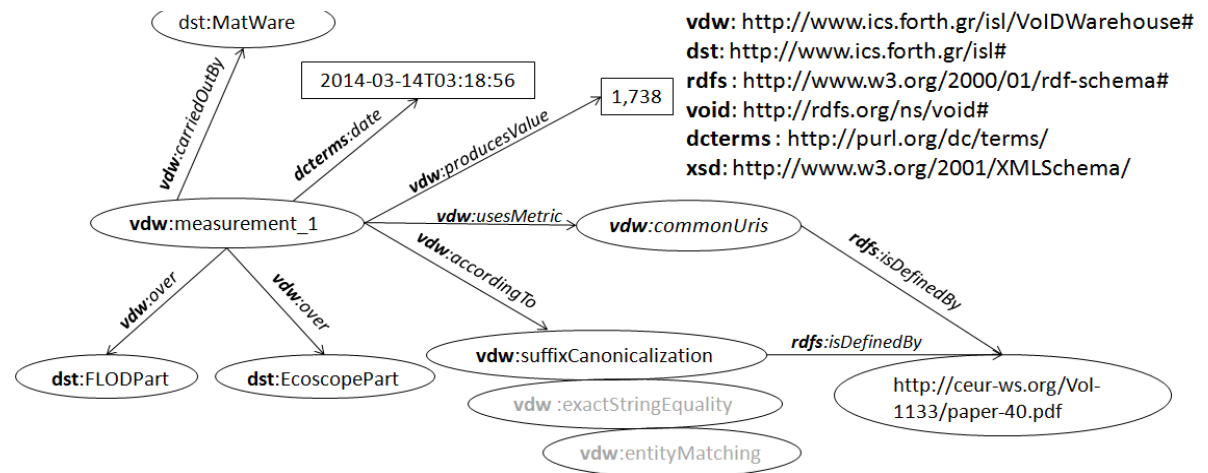 dst:MatWare
vdw: http://www.ics.forth.gr/isl/VoIDWarehouse#
dst: http://www.ics.forth.gr/isl#
rdfs : http://www.w3.org/2000/01/rdf-schema#
void: http://rdfs.org/ns/void#
dcterms : http://purl.org/dc/terms/
xsd: http://www.w3.org/2001/XMLSchema/
2014-03-14T03:18:56
1,738
vdw:carriedOutBy
dcterms:date
vdw:producesValue
vdw:measurement_1
vdw:usesMetric
vdw:commonUris
vdw:accordingTo
rdfs:isDefinedBy
vdw:over
vdw:over
vdw:suffixCanonicalization
rdfs:isDefinedBy
dst:FLODPart
dst:EcoscopePart
http://ceur-ws.org/Vol-
1133/paper-40.pdf
vdw :exactStringEquality
vdw:entityMatching